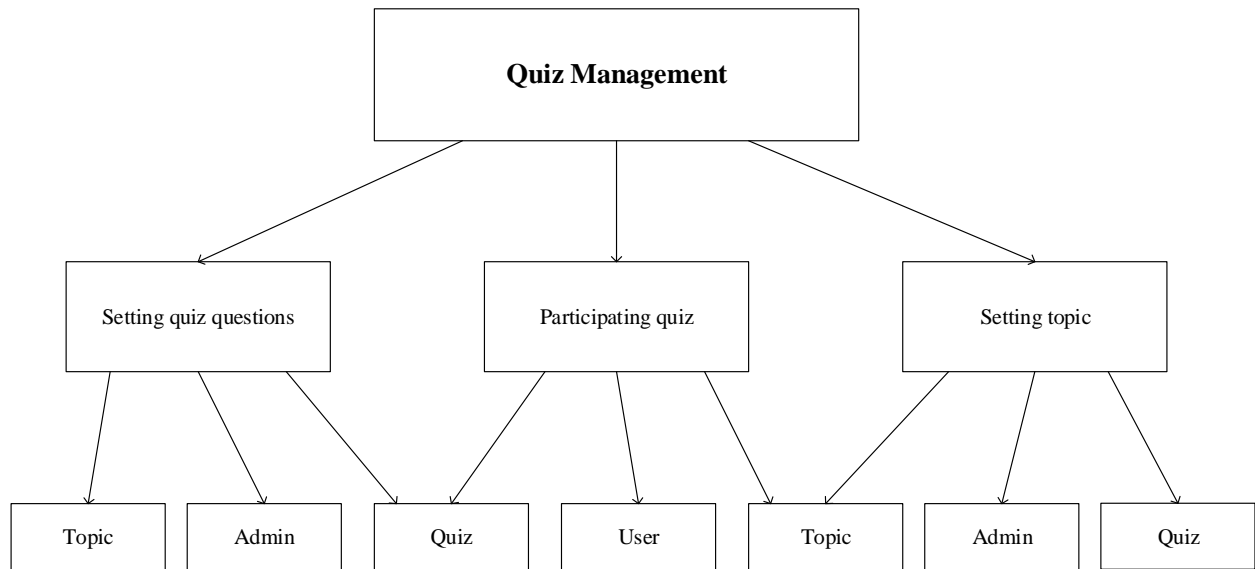 Quiz Management
Setting quiz questions
Participating quiz
Setting topic
Topic
Admin
Quiz
User
Topic
Admin
Quiz